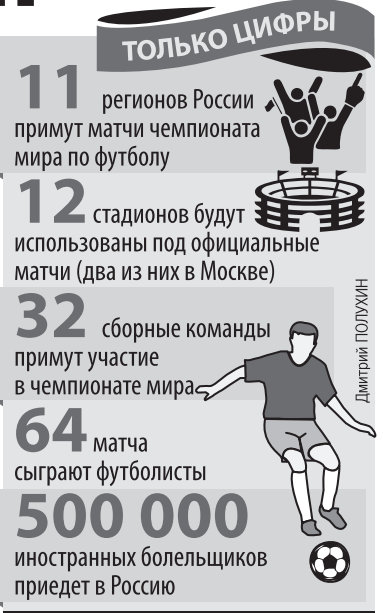 ТОЛЬКО ЦИФРЫ
11 регионов России
примут матчи чемпионата
мира по футболу
12 стадионов будут
использованы под официальные
матчи (два из них в Москве)
32 сборные команды
примут участие
в чемпионате мира
64 матча
сыграют футболисты
500 000
иностранных болельщиков
приедет в Россию
Дмитрий ПОЛУХИН